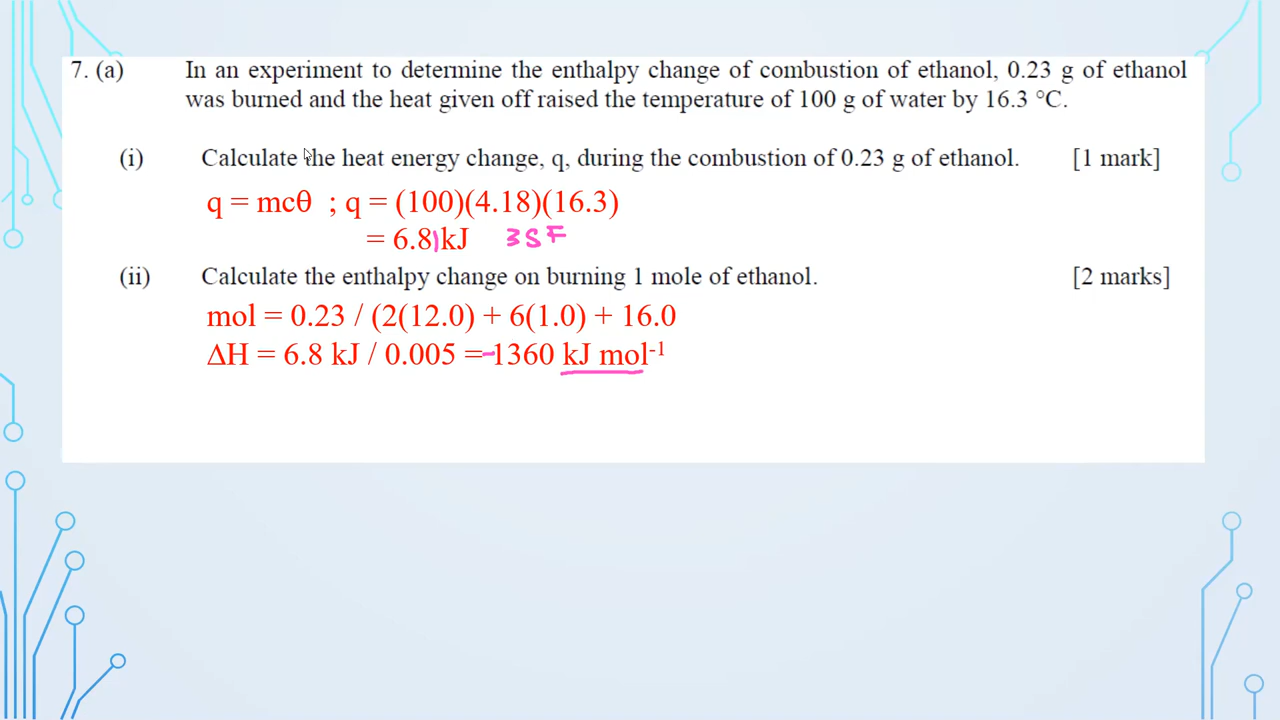 7. (a) In an experiment to determine the enthalpy change of combustion of ethanol, 0.23 g of ethanol
was burned and the heat given off raised the temperature of 100 g of water by 16.3 °C.
(i) Calculate the heat energy change, q, during the combustion of 0.23 g of ethanol. [1 mark]
q = mcθ ; q = (100)(4.18)(16.3)
= 6.81kJ 3SF
(ii) Calculate the enthalpy change on burning 1 mole of ethanol. [2 marks]
mol = 0.23 / (2(12.0) + 6(1.0) + 16.0
ΔH = 6.8 kJ / 0.005 =-1360 kJ mol⁻¹